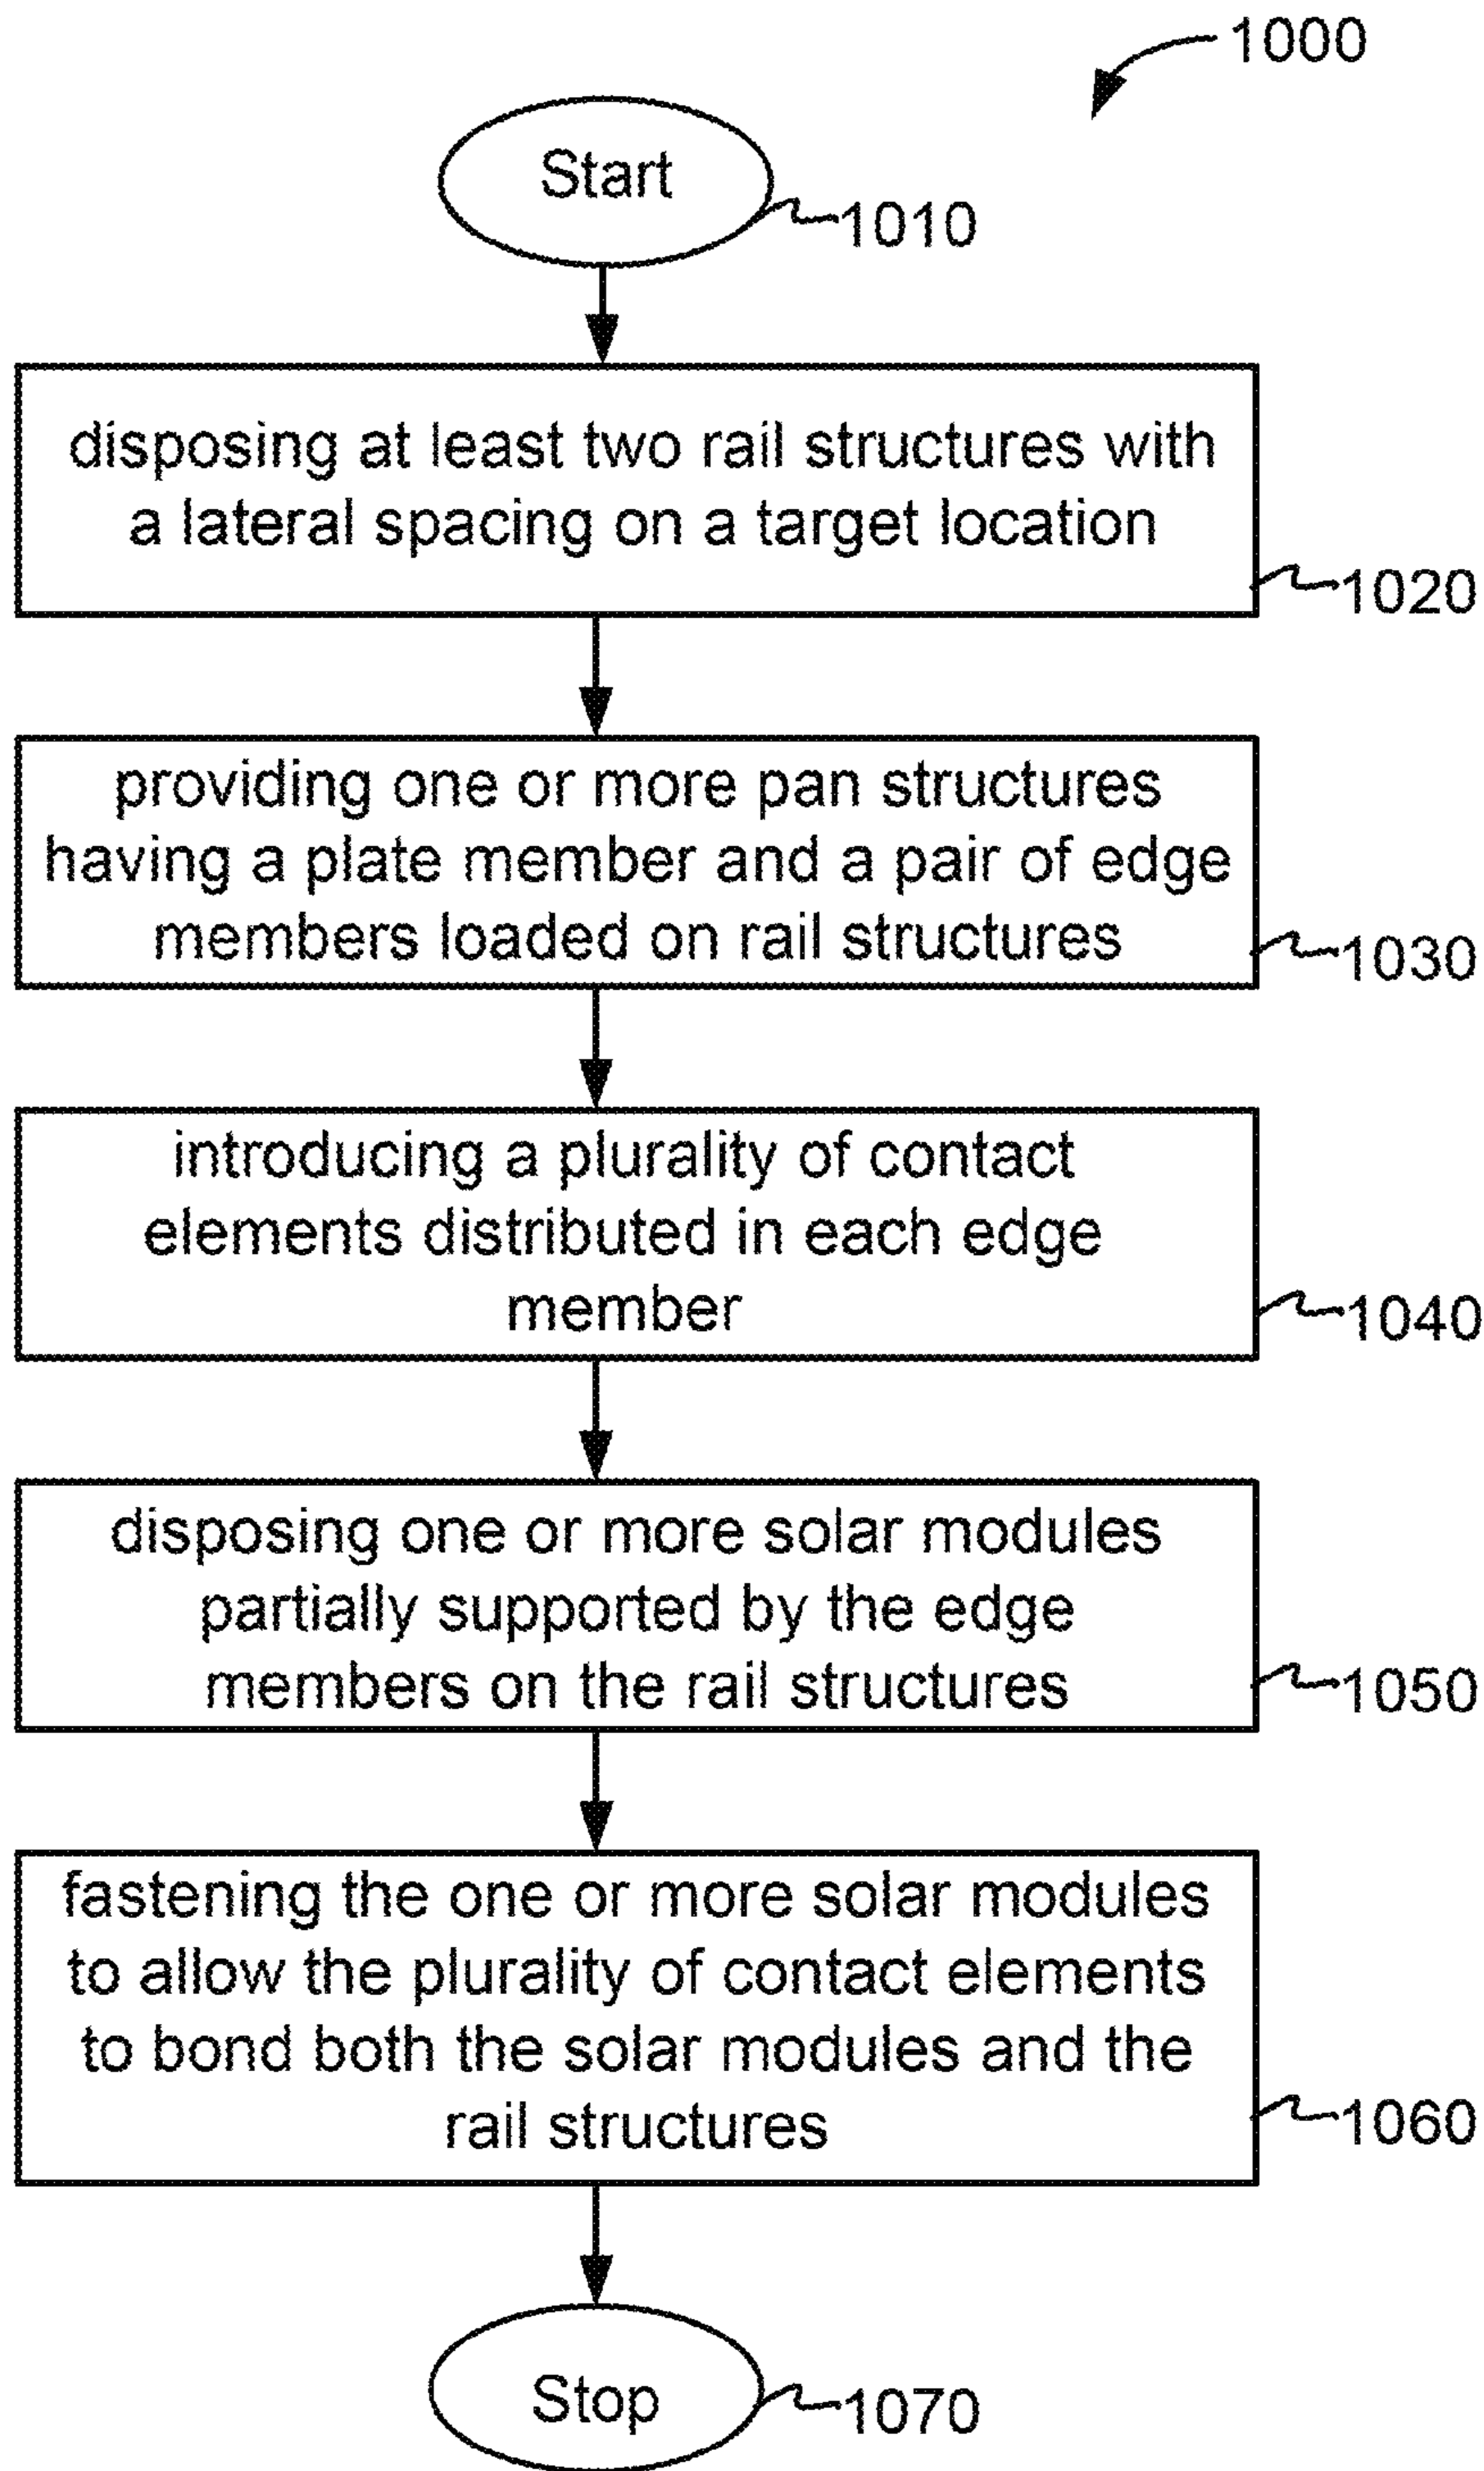 1000
Start
1010
disposing at least two rail structures with
a lateral spacing on a target location
1020
providing one or more pan structures
having a plate member and a pair of edge
members loaded on rail structures
1030
introducing a plurality of contact
elements distributed in each edge
member
1040
disposing one or more solar modules
partially supported by the edge
members on the rail structures
1050
fastening the one or more solar modules
to allow the plurality of contact elements
to bond both the solar modules and the
rail structures
1060
Stop
1070